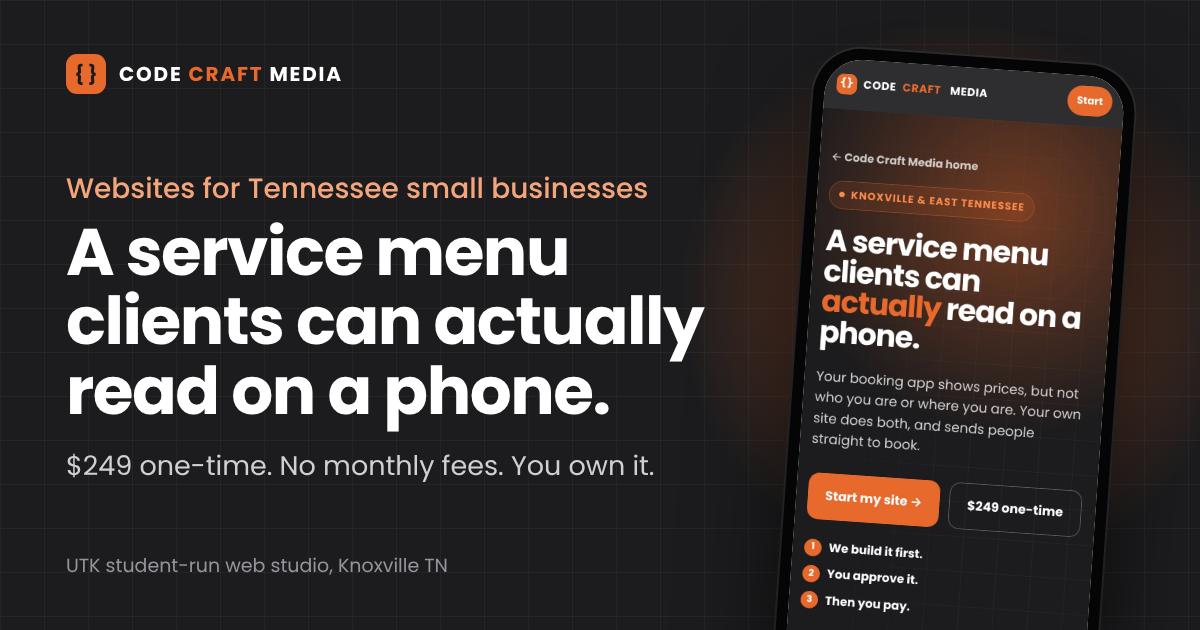 { } CODE CRAFT MEDIA
Websites for Tennessee small businesses
A service menu
clients can actually
read on a phone.
$249 one-time. No monthly fees. You own it.
UTK student-run web studio, Knoxville TN
{} CODE CRAFT MEDIA
Start
← Code Craft Media home
• KNOXVILLE & EAST TENNESSEE
A service menu
clients can
actually read on a
phone.
Your booking app shows prices, but not
who you are or where you are. Your own
site does both, and sends people
straight to book.
Start my site →
$249 one-time
1 We build it first.
2 You approve it.
3 Then you pay.